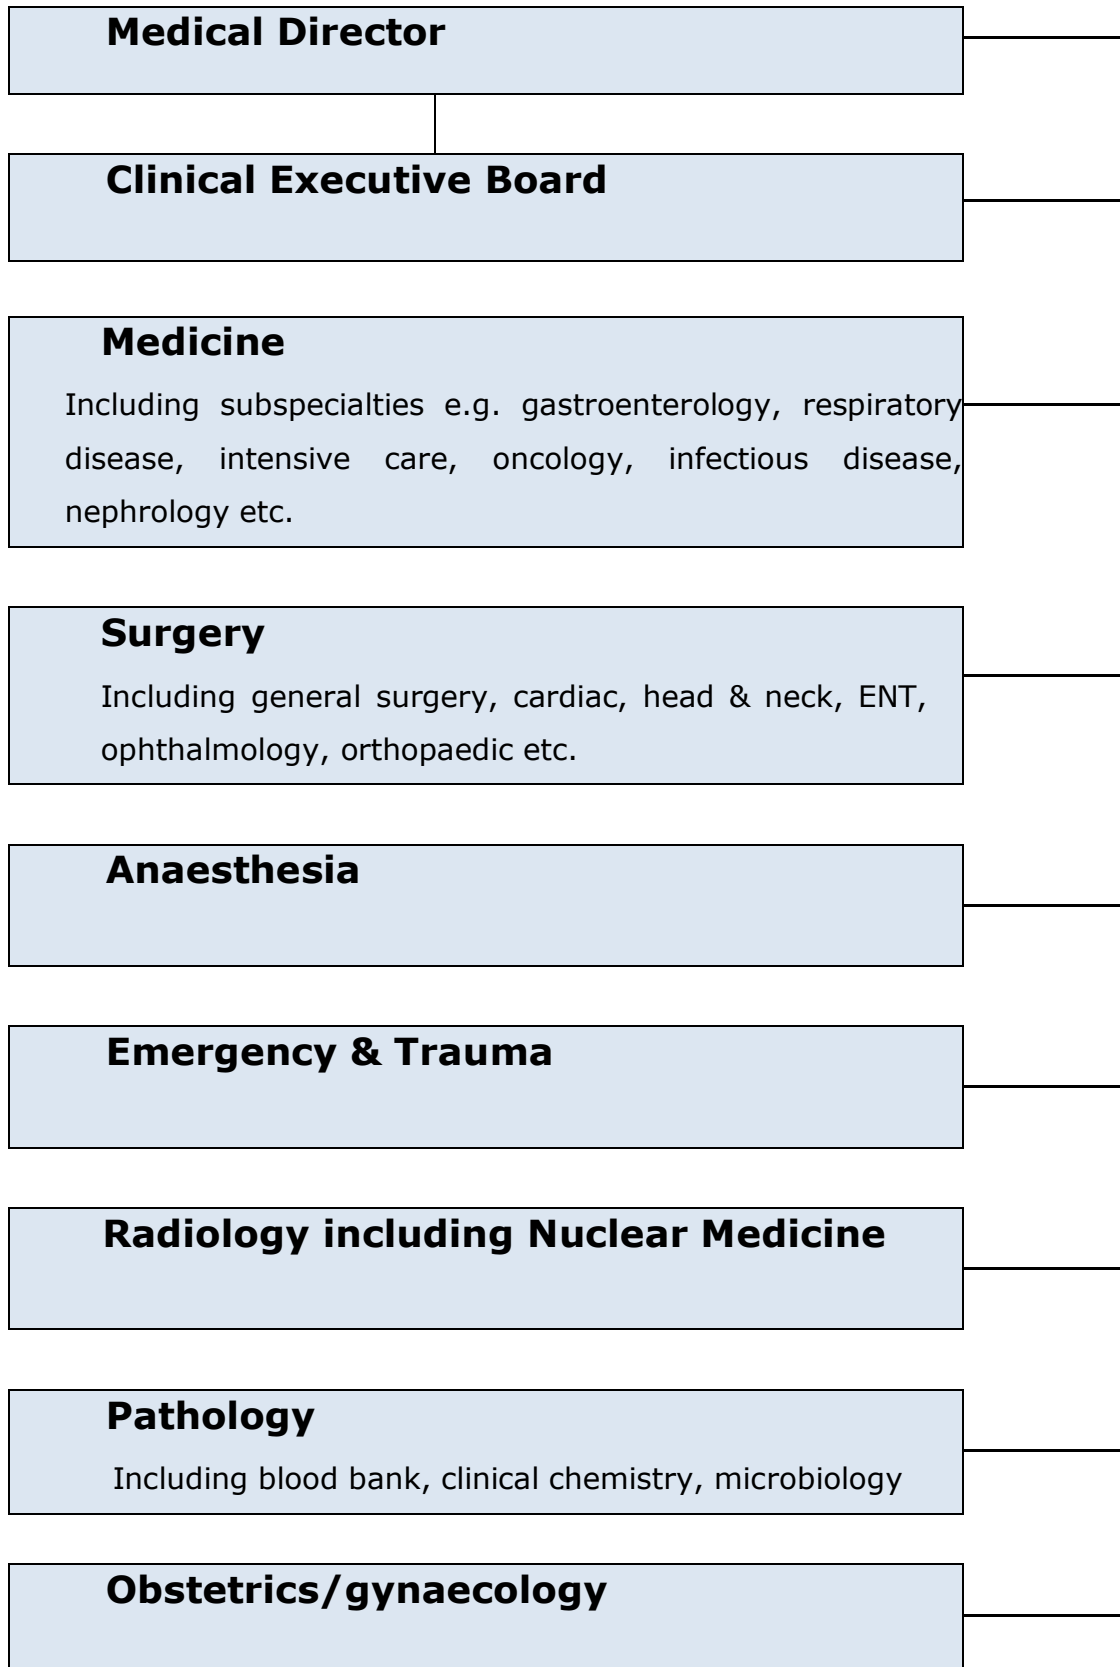 Medical Director
Clinical Executive Board
Medicine
Including subspecialties e.g. gastroenterology, respiratory
disease, intensive care, oncology, infectious disease,
nephrology etc.
Surgery
Including general surgery, cardiac, head & neck, ENT,
ophthalmology, orthopaedic etc.
Anaesthesia
Emergency & Trauma
Radiology including Nuclear Medicine
Pathology
Including blood bank, clinical chemistry, microbiology
Obstetrics/gynaecology